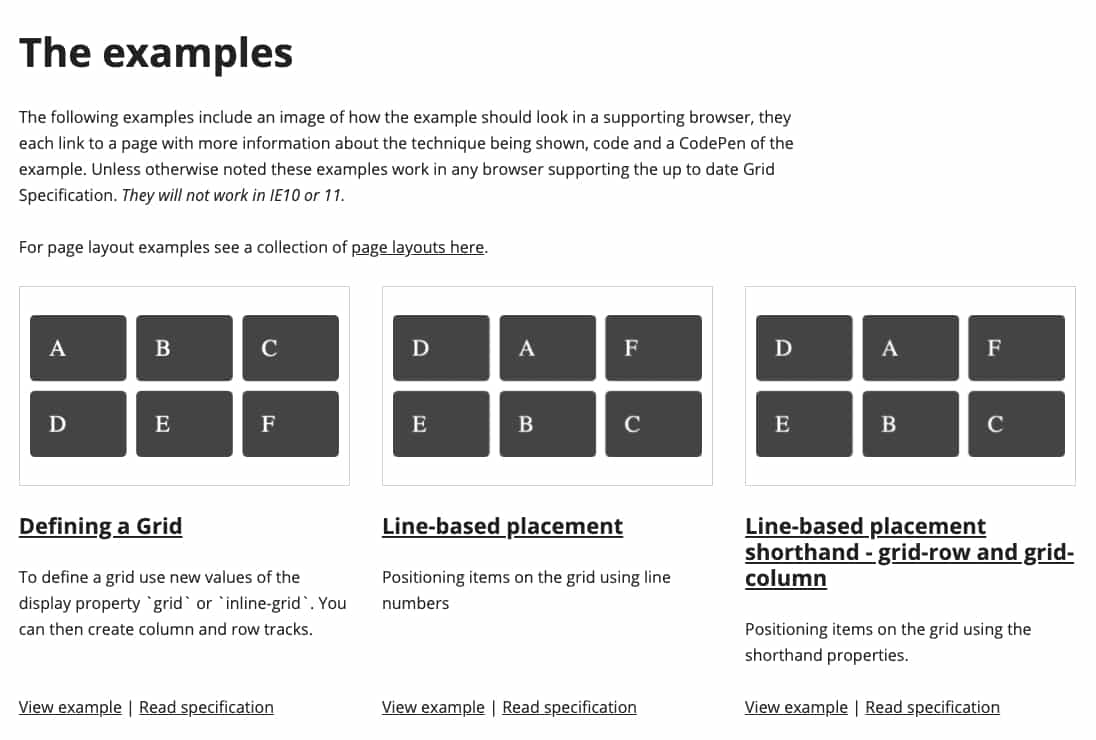 The examples
The following examples include an image of how the example should look in a supporting browser, they
each link to a page with more information about the technique being shown, code and a CodePen of the
example. Unless otherwise noted these examples work in any browser supporting the up to date Grid
Specification. They will not work in IE10 or 11.
For page layout examples see a collection of page layouts here.
A B C
D E F
Defining a Grid
To define a grid use new values of the
display property `grid` or `inline-grid`. You
can then create column and row tracks.
View example | Read specification
D A F
E B C
Line-based placement
Positioning items on the grid using line
numbers
View example | Read specification
D A F
E B C
Line-based placement
shorthand - grid-row and grid-
column
Positioning items on the grid using the
shorthand properties.
View example | Read specification